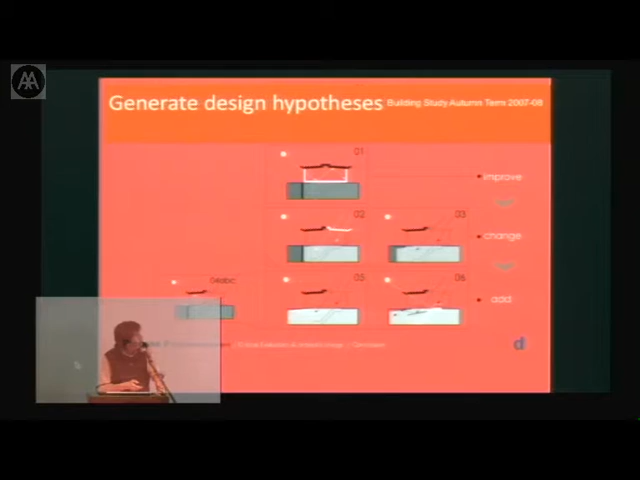 AA
Generate design hypotheses
Building Study Autumn Term 2007-08
01
improve
02
03
change
04abc
05
06
add
d